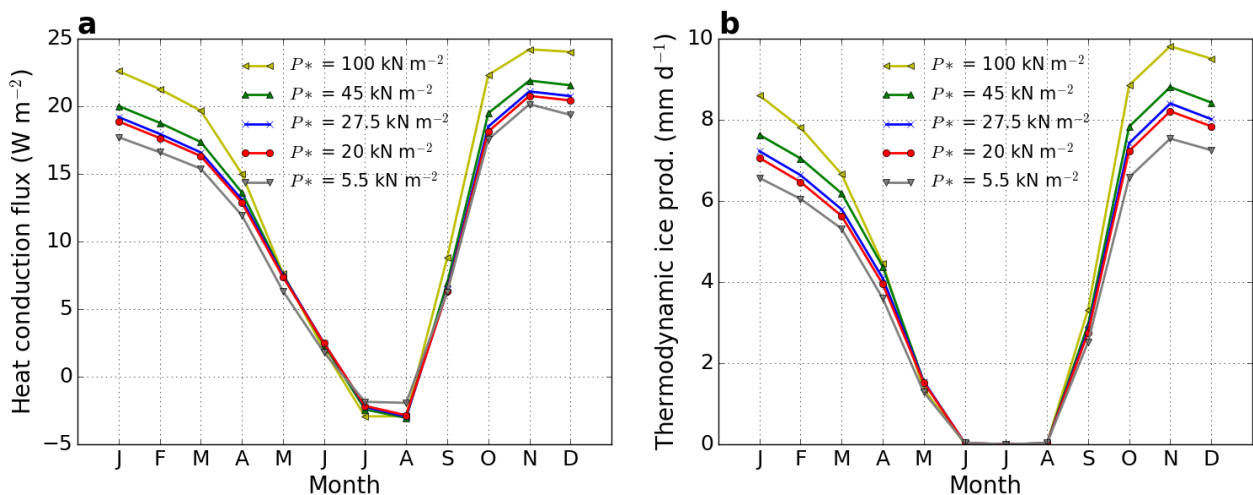 a
25
20
15
10
5
0
−5
Heat conduction flux (W m−2)
P∗ = 100 kN m−2
P∗ = 45 kN m−2
P∗ = 27.5 kN m−2
P∗ = 20 kN m−2
P∗ = 5.5 kN m−2
J F M A M J J A S O N D
Month
b
10
8
6
4
2
0
Thermodynamic ice prod. (mm d−1)
P∗ = 100 kN m−2
P∗ = 45 kN m−2
P∗ = 27.5 kN m−2
P∗ = 20 kN m−2
P∗ = 5.5 kN m−2
J F M A M J J A S O N D
Month